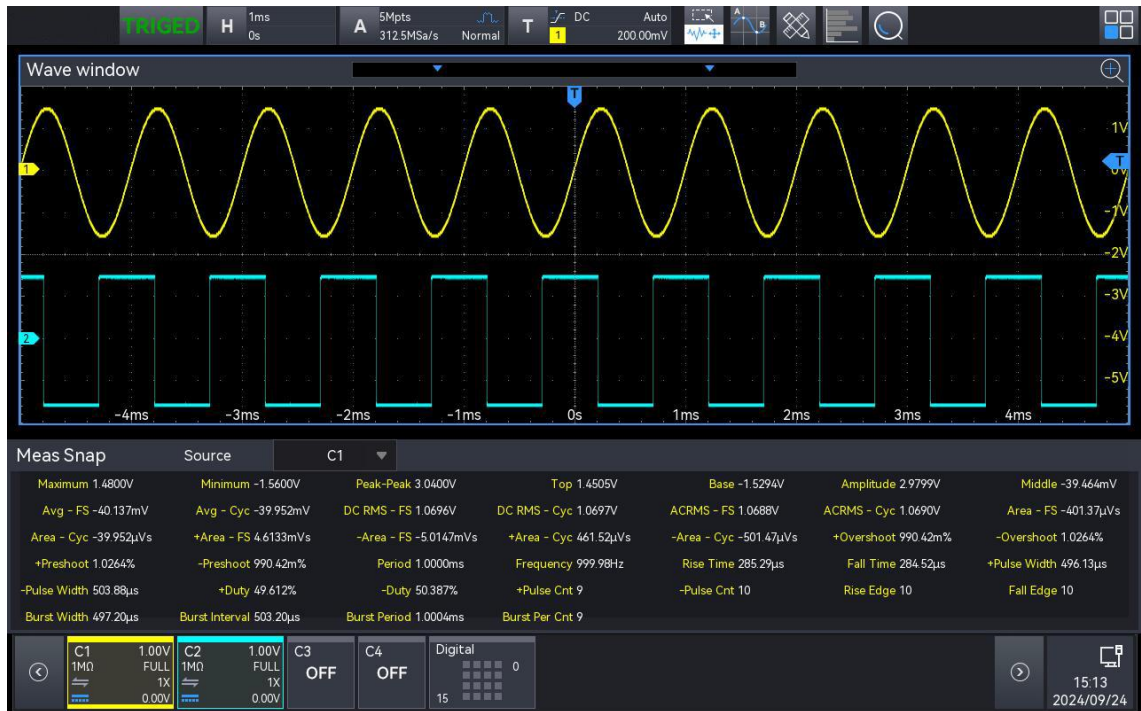 TRIGED H 1ms 0s A 5Mpts 312.5MSa/s Normal T DC 1 Auto 200.00mV A B
Wave window
T
1V
1 T
0V
-1V
-2V
-3V
2 -4V
-5V
-4ms -3ms -2ms -1ms 0s 1ms 2ms 3ms 4ms
Meas Snap Source C1
Maximum 1.4800V Minimum -1.5600V Peak-Peak 3.0400V Top 1.4505V Base -1.5294V Amplitude 2.9799V Middle -39.464mV
Avg - FS -40.137mV Avg - Cyc -39.952mV DC RMS - FS 1.0696V DC RMS - Cyc 1.0697V ACRMS - FS 1.0688V ACRMS - Cyc 1.0690V Area - FS -401.37µVs
Area - Cyc -39.952µVs +Area - FS 4.6133mVs -Area - FS -5.0147mVs +Area - Cyc 461.52µVs -Area - Cyc -501.47µVs +Overshoot 990.42m% -Overshoot 1.0264%
+Preshoot 1.0264% -Preshoot 990.42m% Period 1.0000ms Frequency 999.98Hz Rise Time 285.29µs Fall Time 284.52µs +Pulse Width 496.13µs
-Pulse Width 503.88µs +Duty 49.612% -Duty 50.387% +Pulse Cnt 9 -Pulse Cnt 10 Rise Edge 10 Fall Edge 10
Burst Width 497.20µs Burst Interval 503.20µs Burst Period 1.0004ms Burst Per Cnt 9
C1 1.00V C2 1.00V C3 C4 Digital
1MΩ FULL 1MΩ FULL OFF OFF 0
1X 1X
0.00V 0.00V 15
15:13
2024/09/24